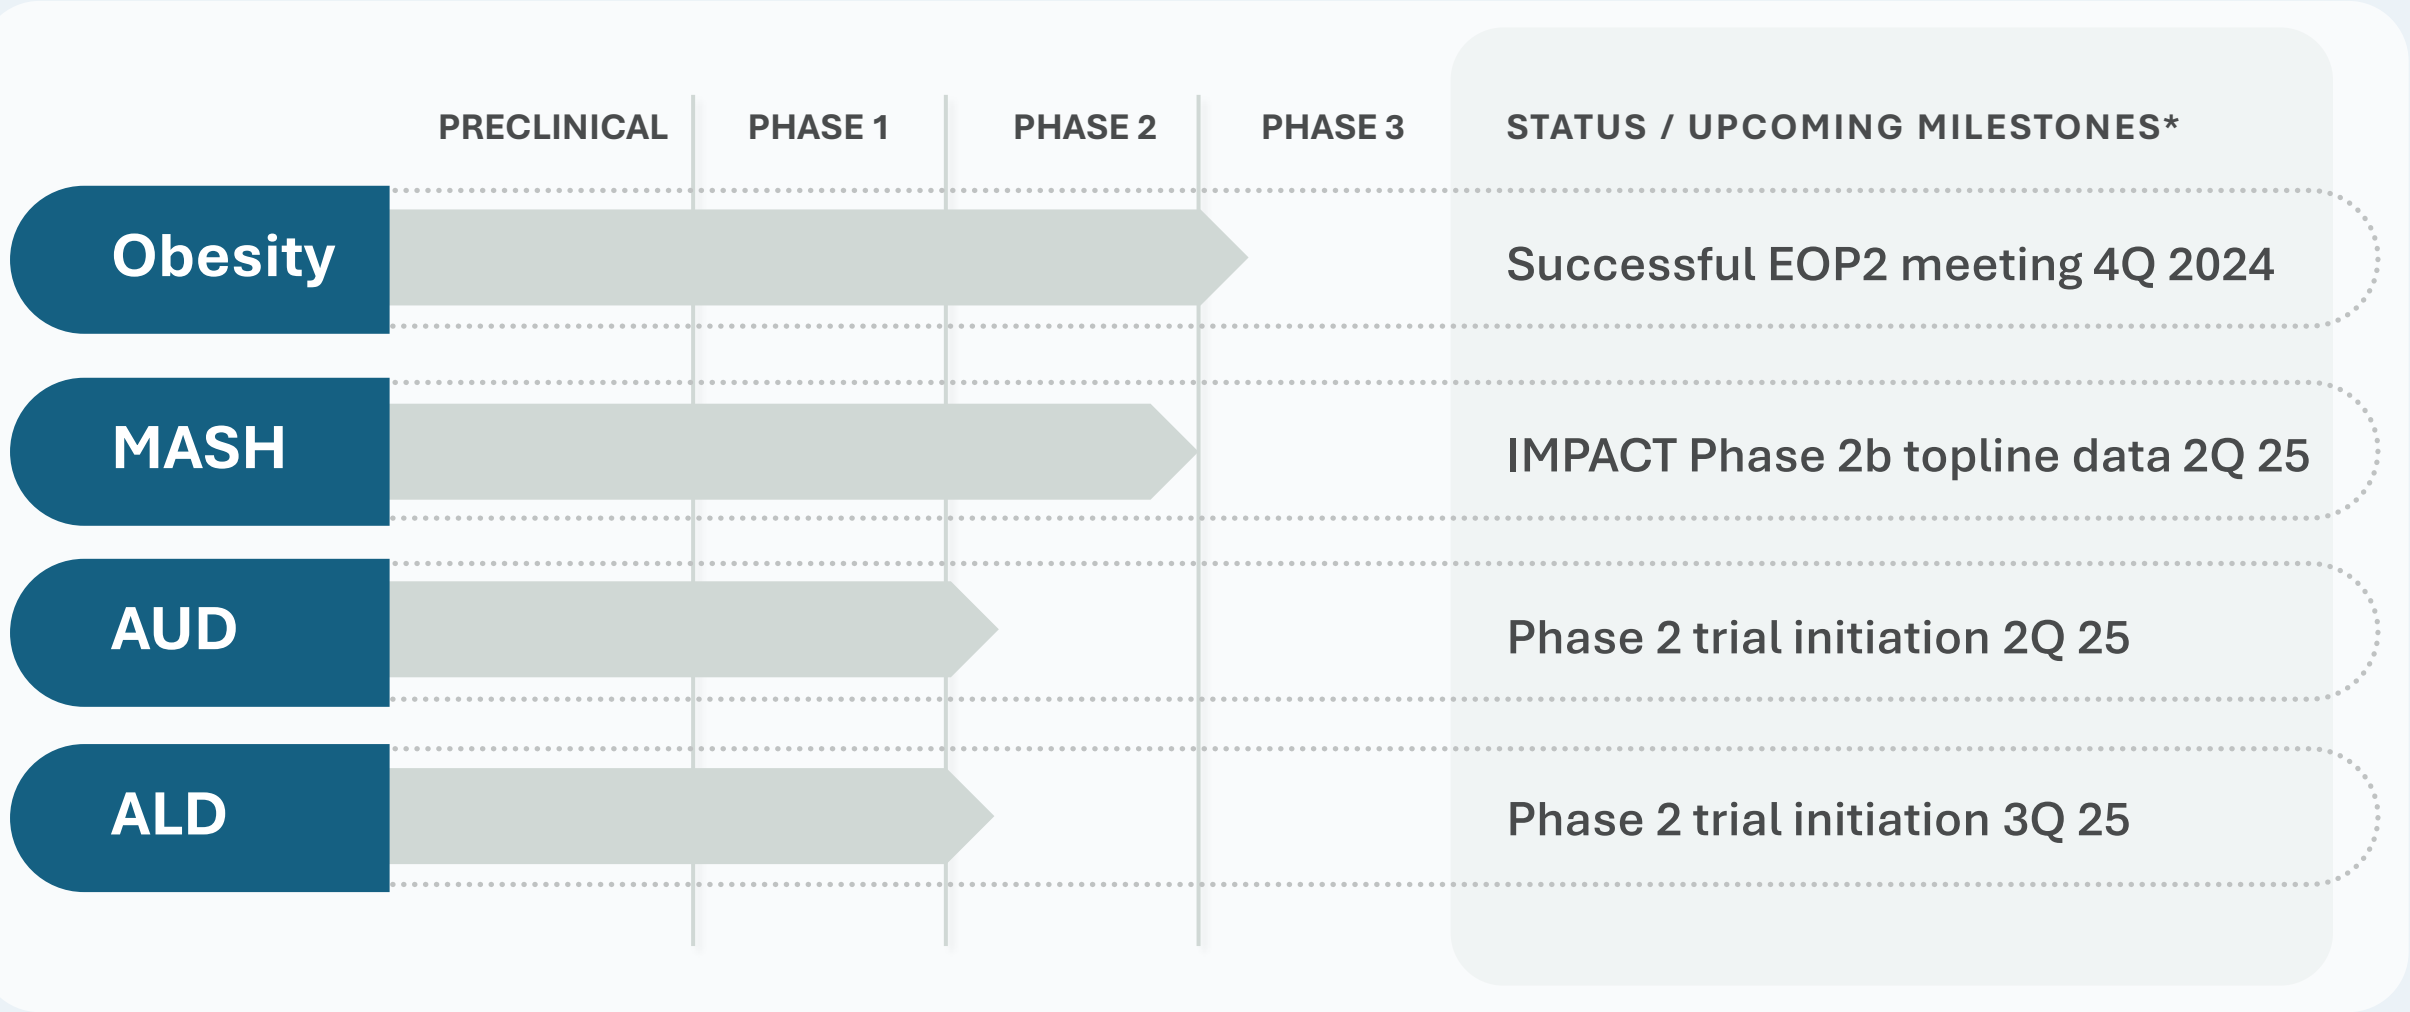 PRECLINICAL PHASE 1 PHASE 2 PHASE 3 STATUS / UPCOMING MILESTONES*
Obesity Successful EOP2 meeting 4Q 2024
MASH IMPACT Phase 2b topline data 2Q 25
AUD Phase 2 trial initiation 2Q 25
ALD Phase 2 trial initiation 3Q 25